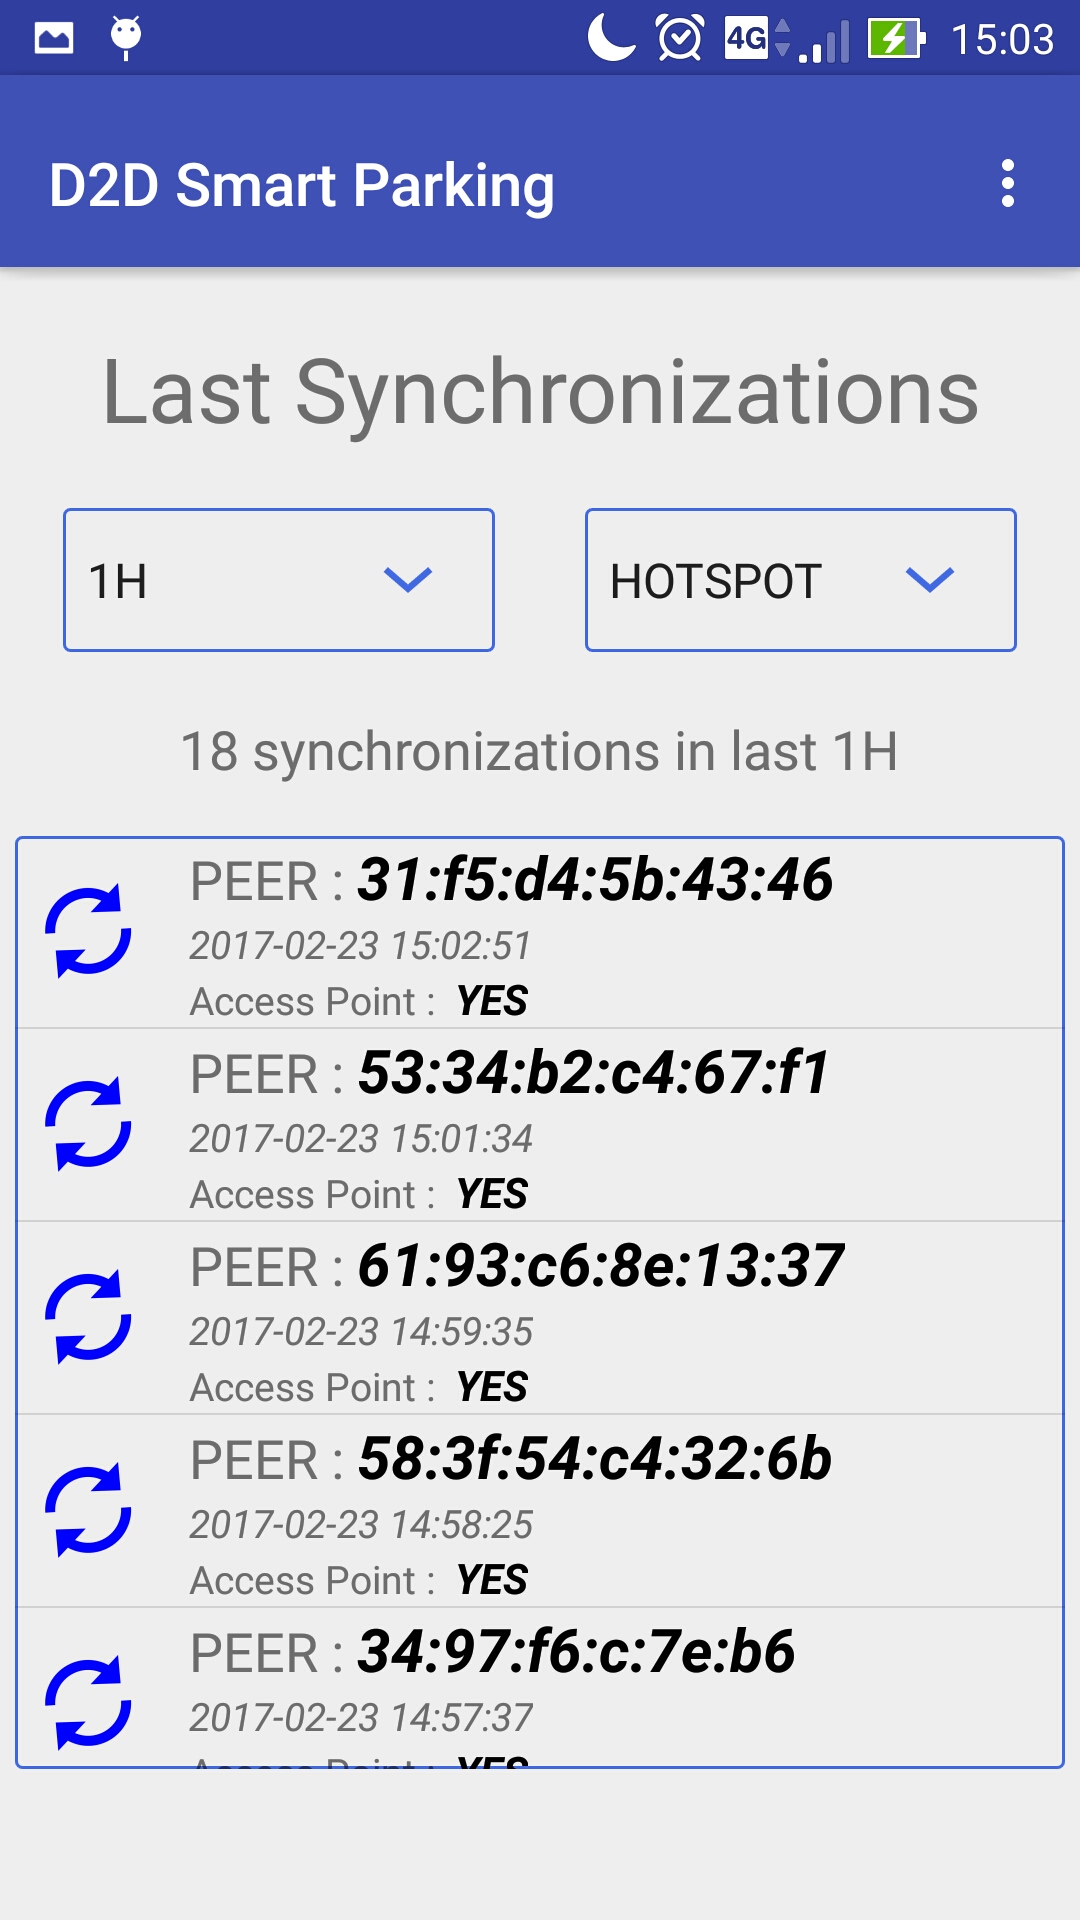 4G 15:03
D2D Smart Parking
Last Synchronizations
1H HOTSPOT
18 synchronizations in last 1H
PEER : 31:f5:d4:5b:43:46
2017-02-23 15:02:51
Access Point : YES
PEER : 53:34:b2:c4:67:f1
2017-02-23 15:01:34
Access Point : YES
PEER : 61:93:c6:8e:13:37
2017-02-23 14:59:35
Access Point : YES
PEER : 58:3f:54:c4:32:6b
2017-02-23 14:58:25
Access Point : YES
PEER : 34:97:f6:c:7e:b6
2017-02-23 14:57:37
Access Point : YES